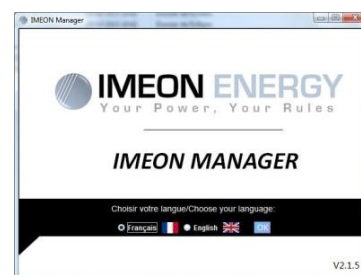 IMEON Manager
IMEON ENERGY
Your Power, Your Rules
IMEON MANAGER
Choisir votre langue/Choose your language:
Français English OK
V2.1.5